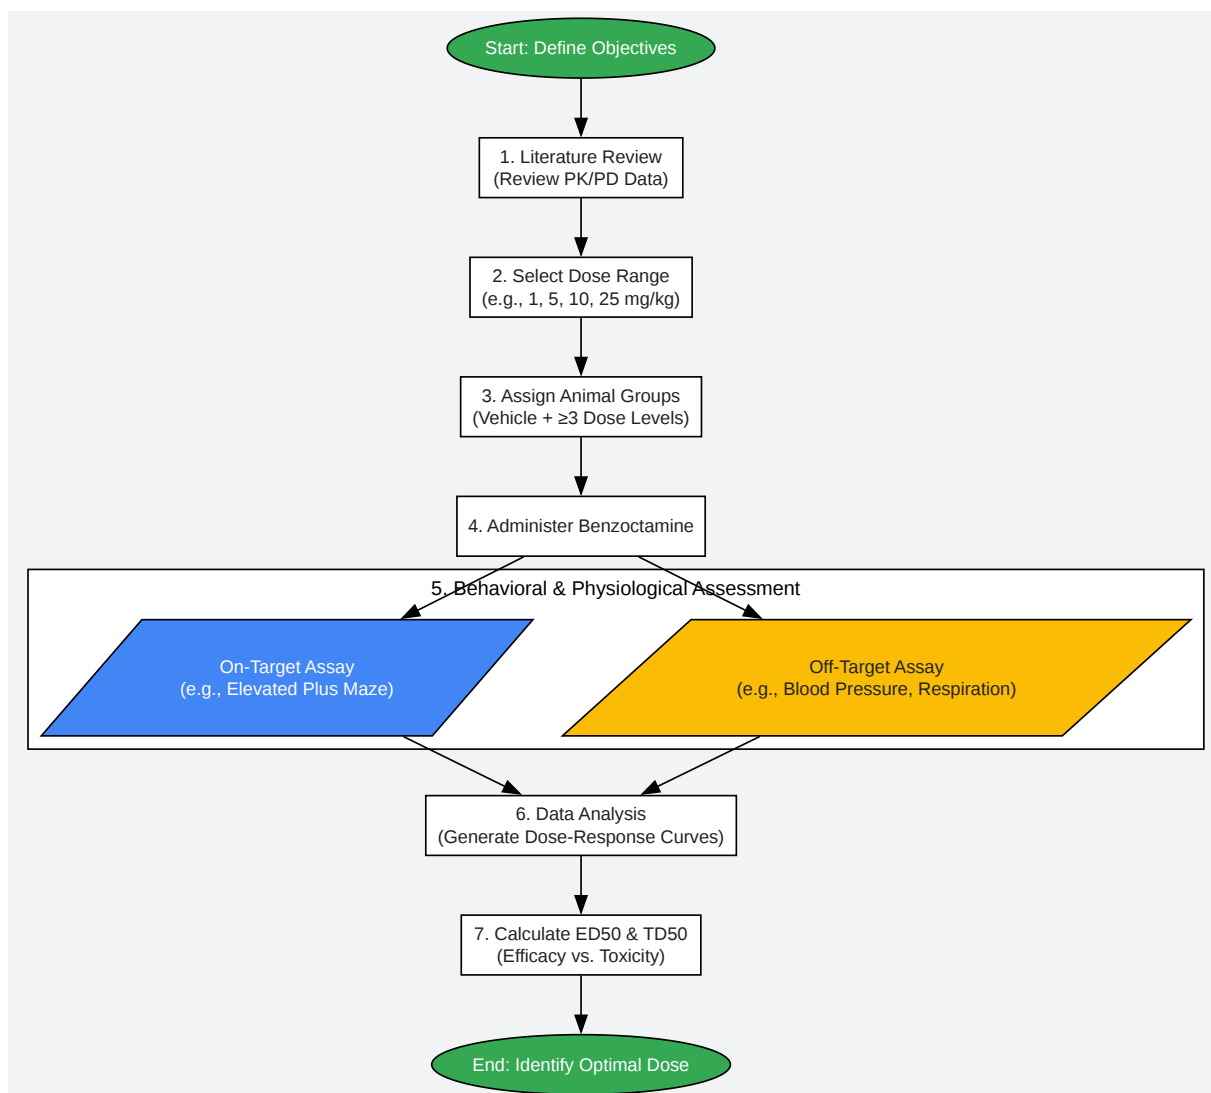 Start: Define Objectives
1. Literature Review
(Review PK/PD Data)
2. Select Dose Range
(e.g., 1, 5, 10, 25 mg/kg)
3. Assign Animal Groups
(Vehicle + ≥3 Dose Levels)
4. Administer Benzoctamine
5. Behavioral & Physiological Assessment
On-Target Assay
(e.g., Elevated Plus Maze)
Off-Target Assay
(e.g., Blood Pressure, Respiration)
6. Data Analysis
(Generate Dose-Response Curves)
7. Calculate ED50 & TD50
(Efficacy vs. Toxicity)
End: Identify Optimal Dose